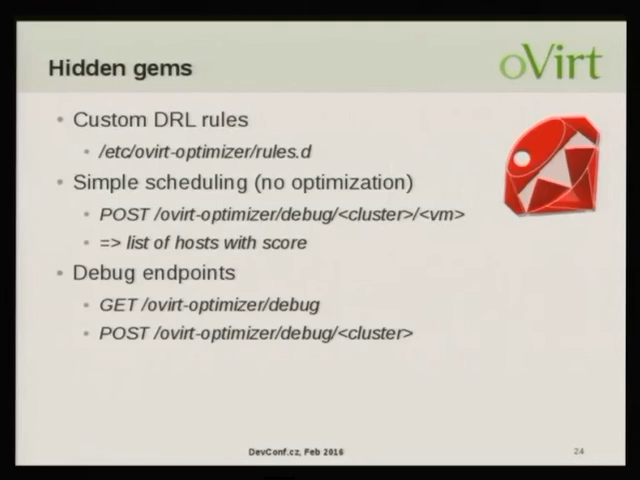 Hidden gems
oVirt
Custom DRL rules
/etc/ovirt-optimizer/rules.d
Simple scheduling (no optimization)
POST /ovirt-optimizer/debug/<cluster>/<vm>
=> list of hosts with score
Debug endpoints
GET /ovirt-optimizer/debug
POST /ovirt-optimizer/debug/<cluster>
DevConf.cz, Feb 2016
24